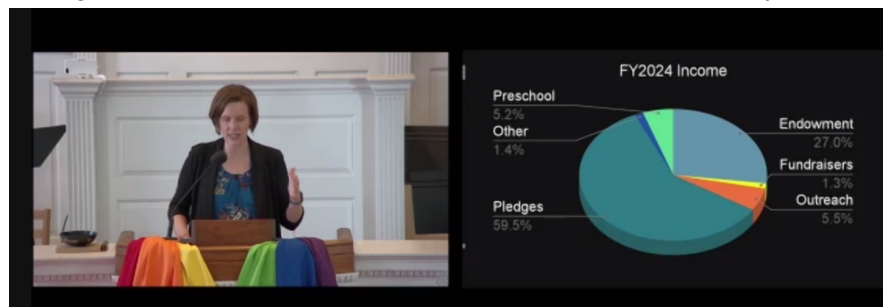 FY2024 Income
Preschool
5.2%
Other
1.4%
Pledges
59.5%
Endowment
27.0%
Fundraisers
1.3%
Outreach
5.5%